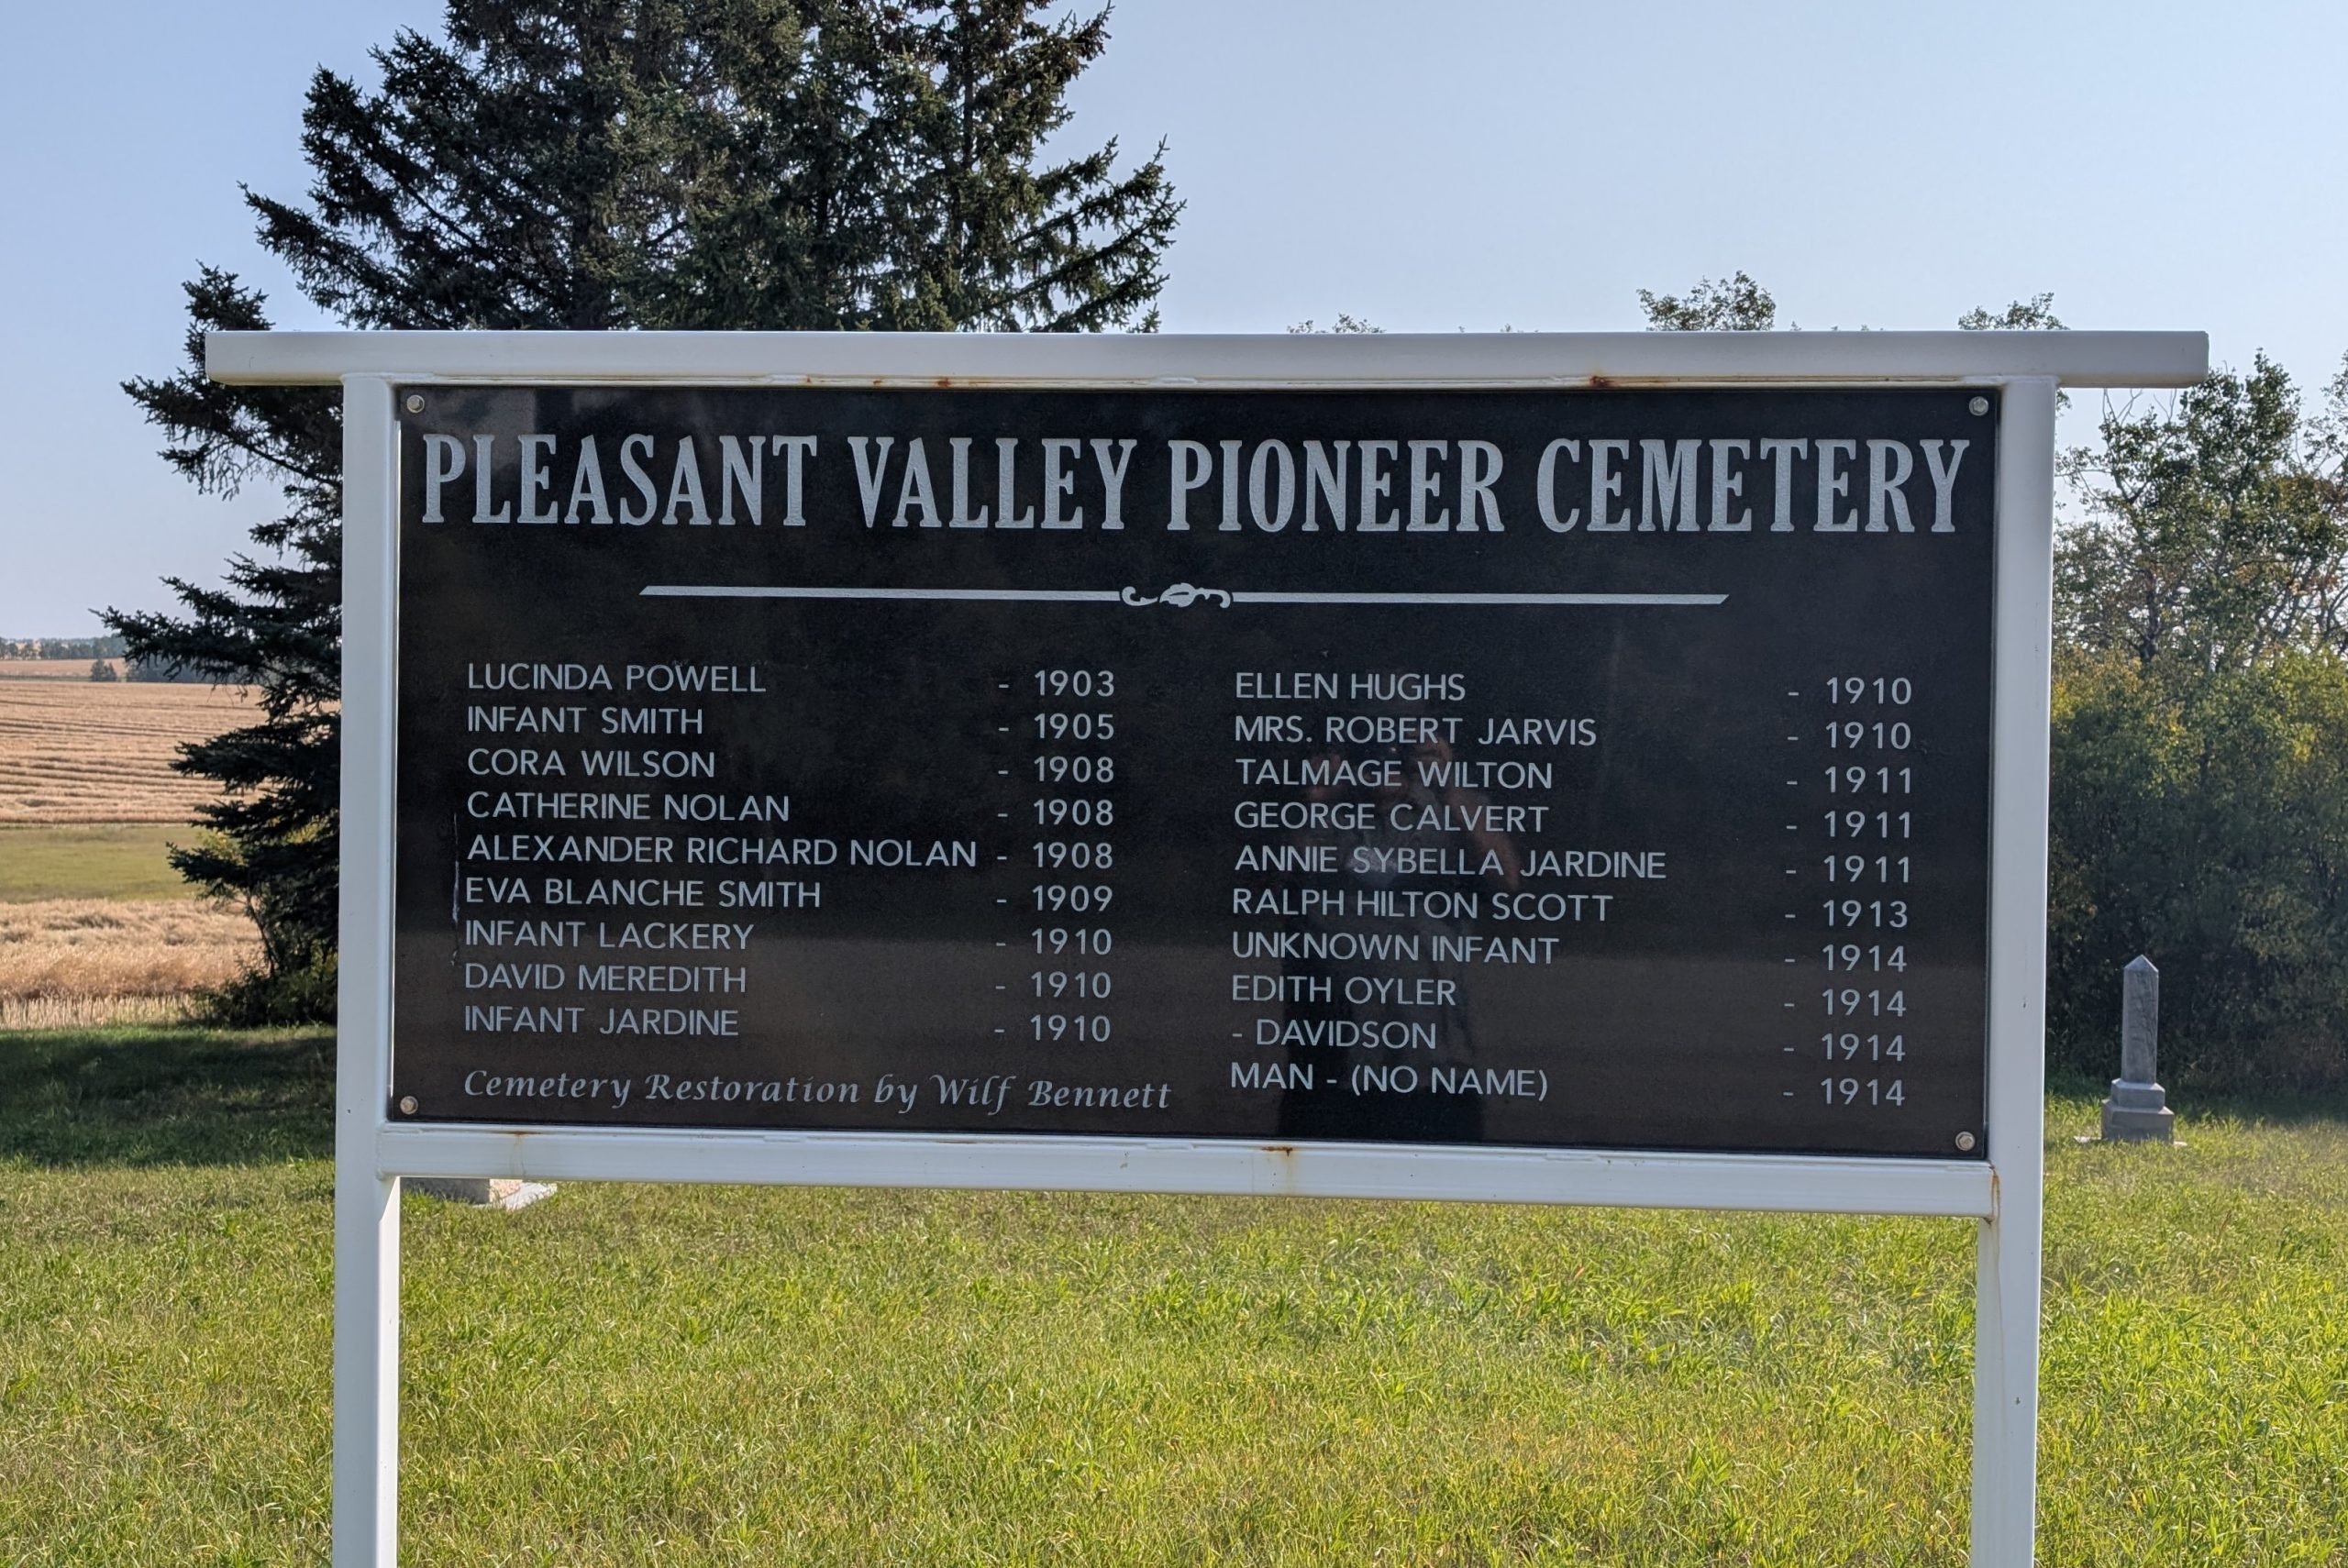 PLEASANT VALLEY PIONEER CEMETERY
LUCINDA POWELL - 1903
INFANT SMITH - 1905
CORA WILSON - 1908
CATHERINE NOLAN - 1908
ALEXANDER RICHARD NOLAN - 1908
EVA BLANCHE SMITH - 1909
INFANT LACKERY - 1910
DAVID MEREDITH - 1910
INFANT JARDINE - 1910
Cemetery Restoration by Wilf Bennett
ELLEN HUGHS - 1910
MRS. ROBERT JARVIS - 1910
TALMAGE WILTON - 1911
GEORGE CALVERT - 1911
ANNIE SYBELLA JARDINE - 1911
RALPH HILTON SCOTT - 1913
UNKNOWN INFANT - 1914
EDITH OYLER - 1914
- DAVIDSON - 1914
MAN - (NO NAME) - 1914